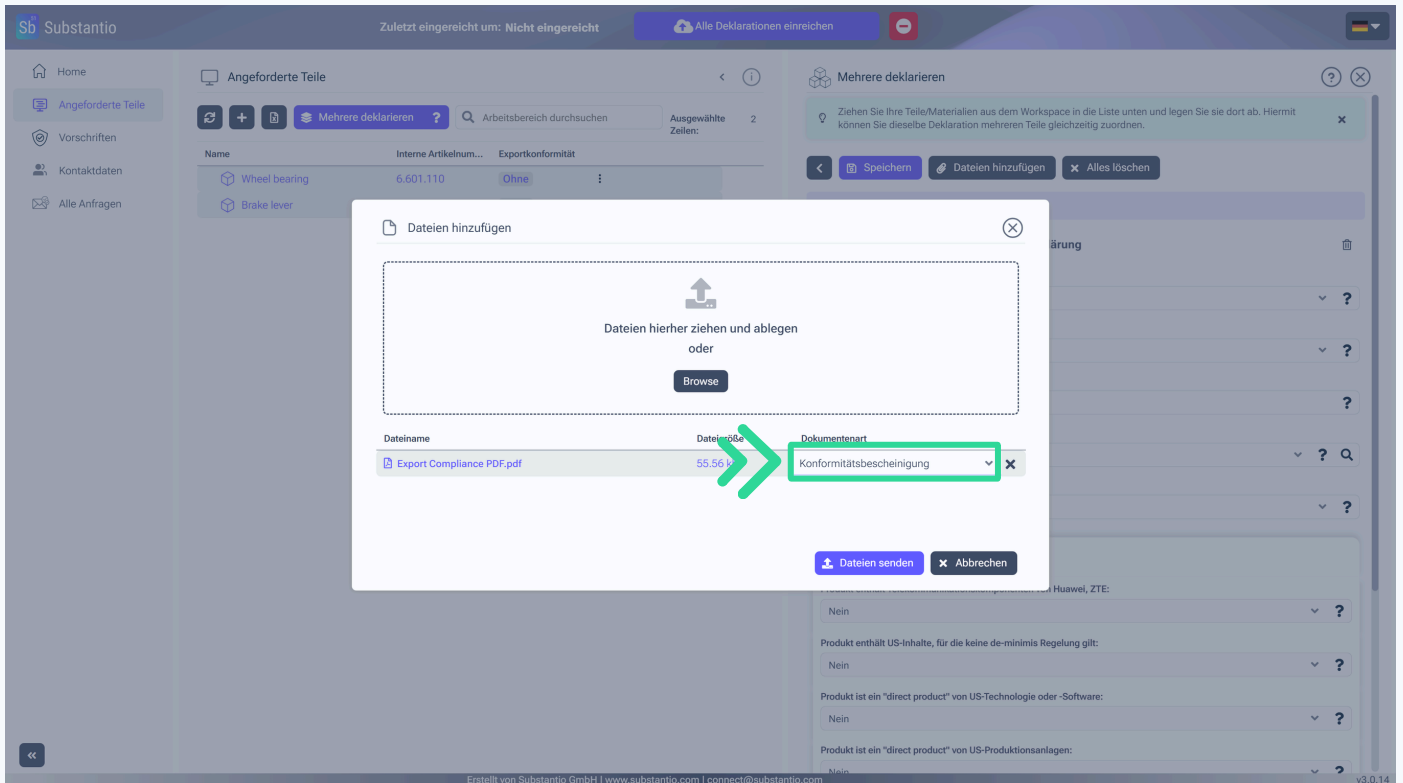 Sb Substantio
Zuletzt eingereicht um: Nicht eingereicht
Alle Deklarationen einreichen
Home
Angeforderte Teile
Vorschriften
Kontaktdaten
Alle Anfragen
Angeforderte Teile
Mehrere deklarieren ?
Arbeitsbereich durchsuchen
Ausgewählte Zeilen: 2
Name Interne Artikelnum... Exportkonformität
Wheel bearing 6.601.110 Ohne
Brake lever
Mehrere deklarieren
Ziehen Sie Ihre Teile/Materialien aus dem Workspace in die Liste unten und legen Sie sie dort ab. Hiermit
können Sie dieselbe Deklaration mehreren Teile gleichzeitig zuordnen.
Speichern Dateien hinzufügen Alles löschen
ärung
Dateien hinzufügen
Dateien hierher ziehen und ablegen
oder
Browse
Dateiname Dateigröße Dokumentenart
Export Compliance PDF.pdf 55.56 Konformitätsbescheinigung
Dateien senden Abbrechen
Huawei, ZTE:
Nein ?
Produkt enthält US-Inhalte, für die keine de-minimis Regelung gilt:
Nein ?
Produkt ist ein "direct product" von US-Technologie oder -Software:
Nein ?
Produkt ist ein "direct product" von US-Produktionsanlagen:
Nein ?
Erstellt von Substantio GmbH | www.substantio.com | connect@substantio.com
v3.0.14